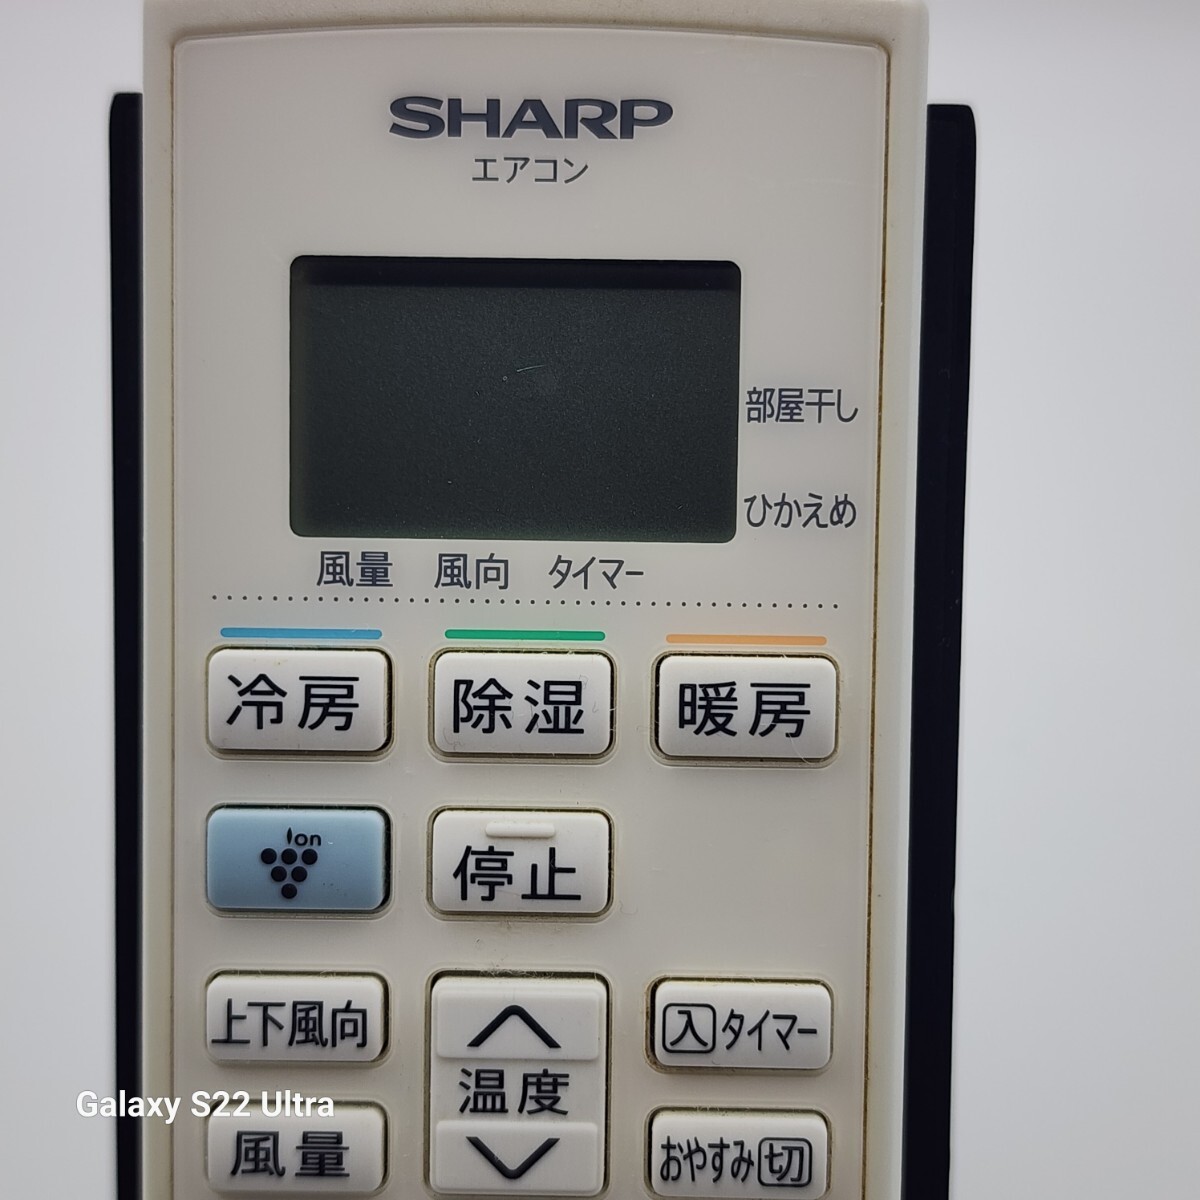 SHARP
エアコン
部屋干し
ひかえめ
風量 風向 タイマー
冷房 除湿 暖房
Ion
停止
上下風向
入タイマー
温度
風量
おやすみ切
Galaxy S22 Ultra